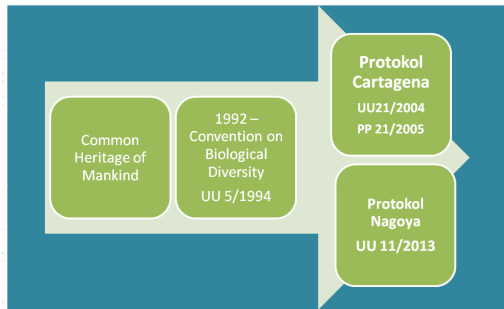 Common
Heritage of
Mankind
1992 –
Convention on
Biological
Diversity
UU 5/1994
Protokol
Cartagena
UU21/2004
PP 21/2005
Protokol
Nagoya
UU 11/2013